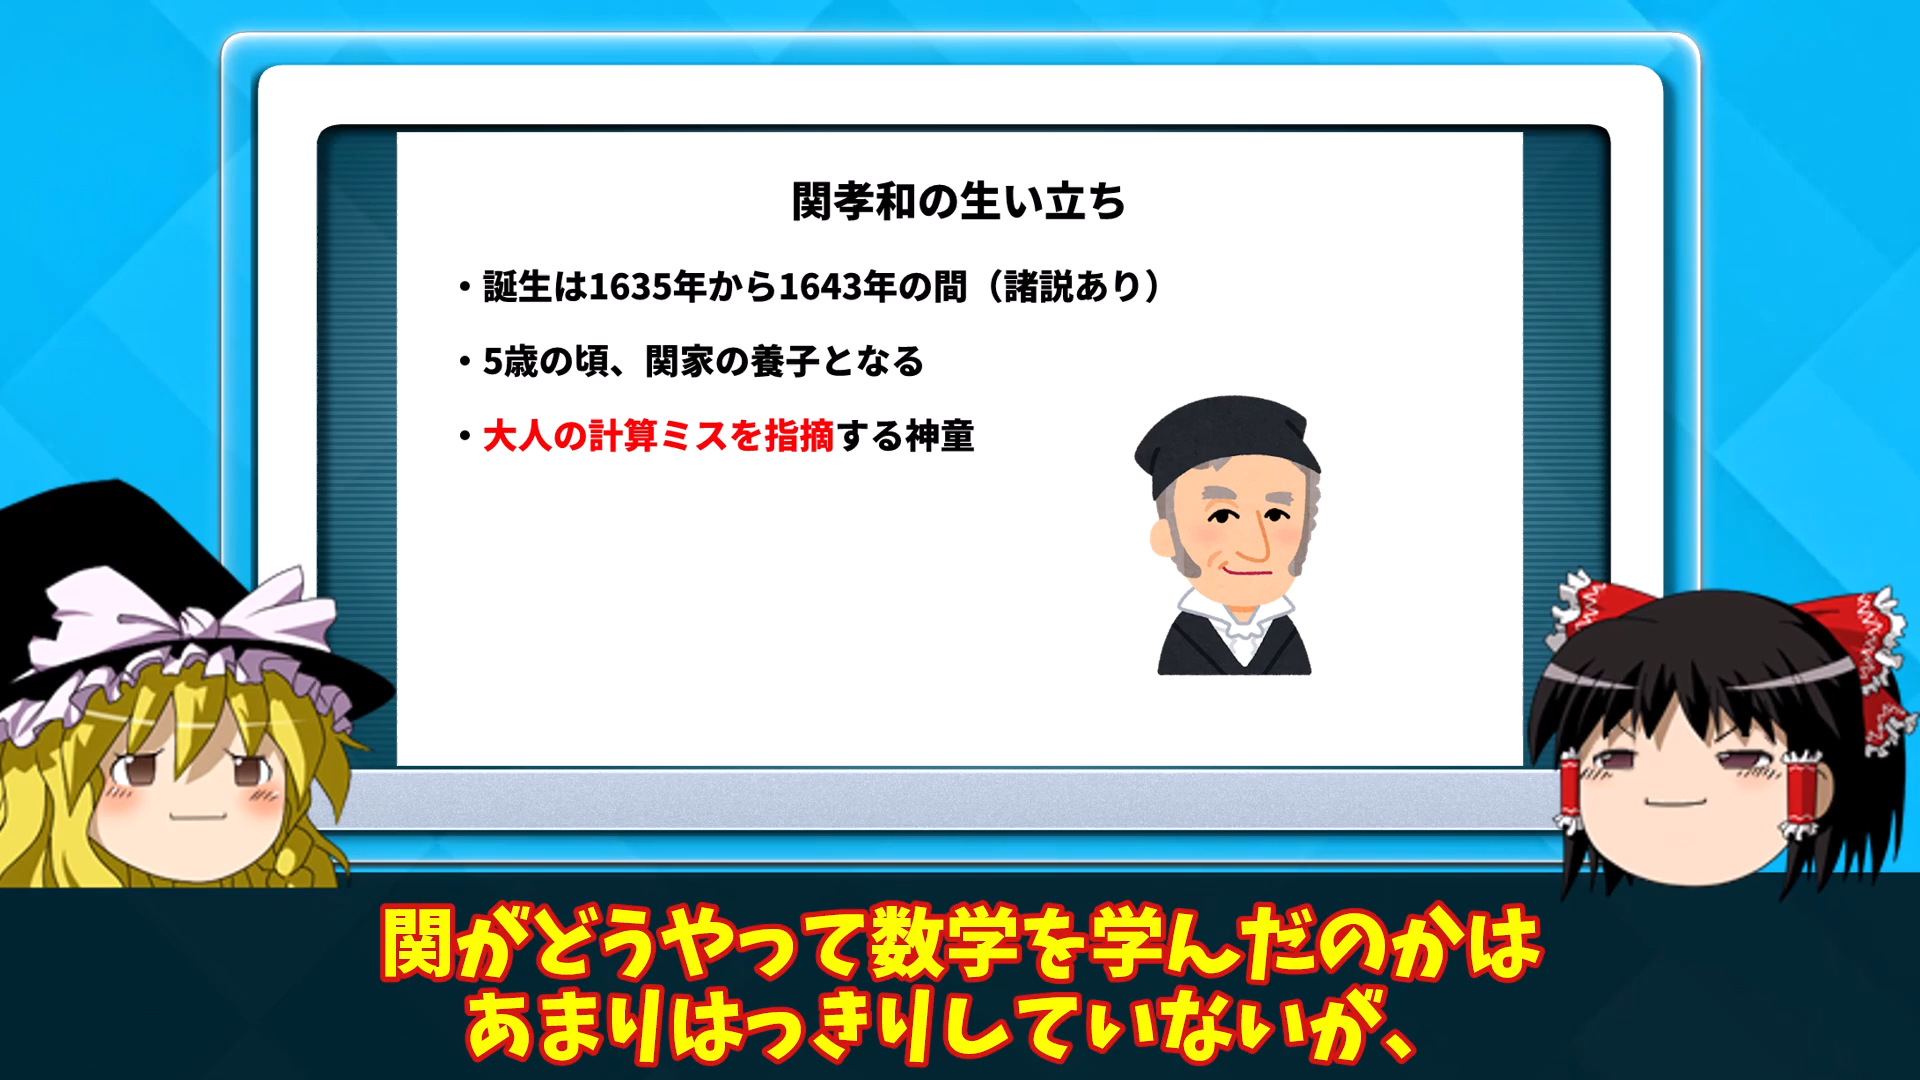 関孝和の生い立ち
・誕生は1635年から1643年の間（諸説あり）
・5歳の頃、関家の養子となる
・大人の計算ミスを指摘する神童
関がどうやって数学を学んだのかは
あまりはっきりしていないが、